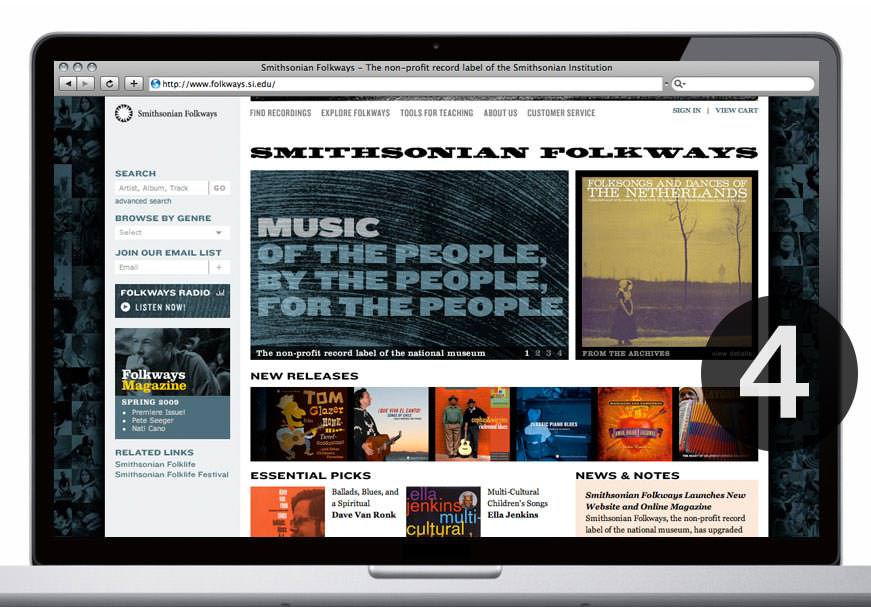 Smithsonian Folkways – The non-profit record label of the Smithsonian Institution
http://www.folkways.si.edu/
Smithsonian Folkways
FIND RECORDINGS EXPLORE FOLKWAYS TOOLS FOR TEACHING ABOUT US CUSTOMER SERVICE
SIGN IN | VIEW CART
SMITHSONIAN FOLKWAYS
SEARCH
Artist, Album, Track GO
advanced search
BROWSE BY GENRE
Select
JOIN OUR EMAIL LIST
Email +
FOLKWAYS RADIO
LISTEN NOW!
Folkways
Magazine
SPRING 2009
Premiere Issue!
Pete Seeger
Nati Cano
RELATED LINKS
Smithsonian Folklife
Smithsonian Folklife Festival
MUSIC
OF THE PEOPLE,
BY THE PEOPLE,
FOR THE PEOPLE
The non-profit record label of the national museum 1 2 3 4
FOLKSONGS AND DANCES OF
THE NETHERLANDS
FROM THE ARCHIVES view details
4
NEW RELEASES
TOM
Glazer
HONK-
¡QUE VIVA EL CANTO!
CLASSIC PIANO BLUES
ESSENTIAL PICKS
Ballads, Blues, and
a Spiritual
Dave Van Ronk
ella
jenkins
multi-
cultural
Multi-Cultural
Children's Songs
Ella Jenkins
NEWS & NOTES
Smithsonian Folkways Launches New
Website and Online Magazine
Smithsonian Folkways, the non-profit record
label of the national museum, has upgraded